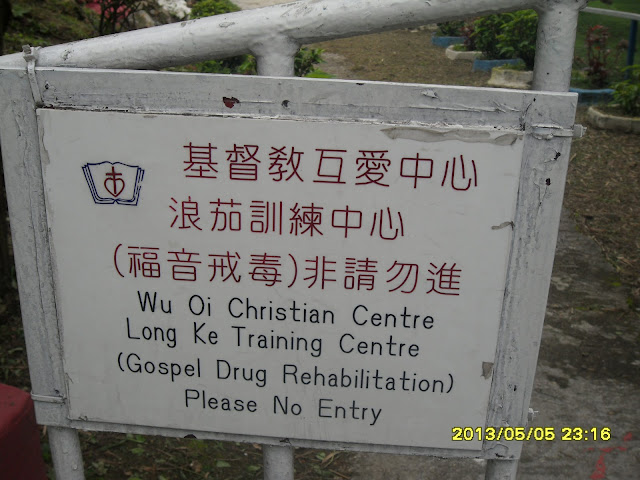 基督教互愛中心
浪茄訓練中心
(福音戒毒)非請勿進
Wu Oi Christian Centre
Long Ke Training Centre
(Gospel Drug Rehabilitation)
Please No Entry
2013/05/05 23:16